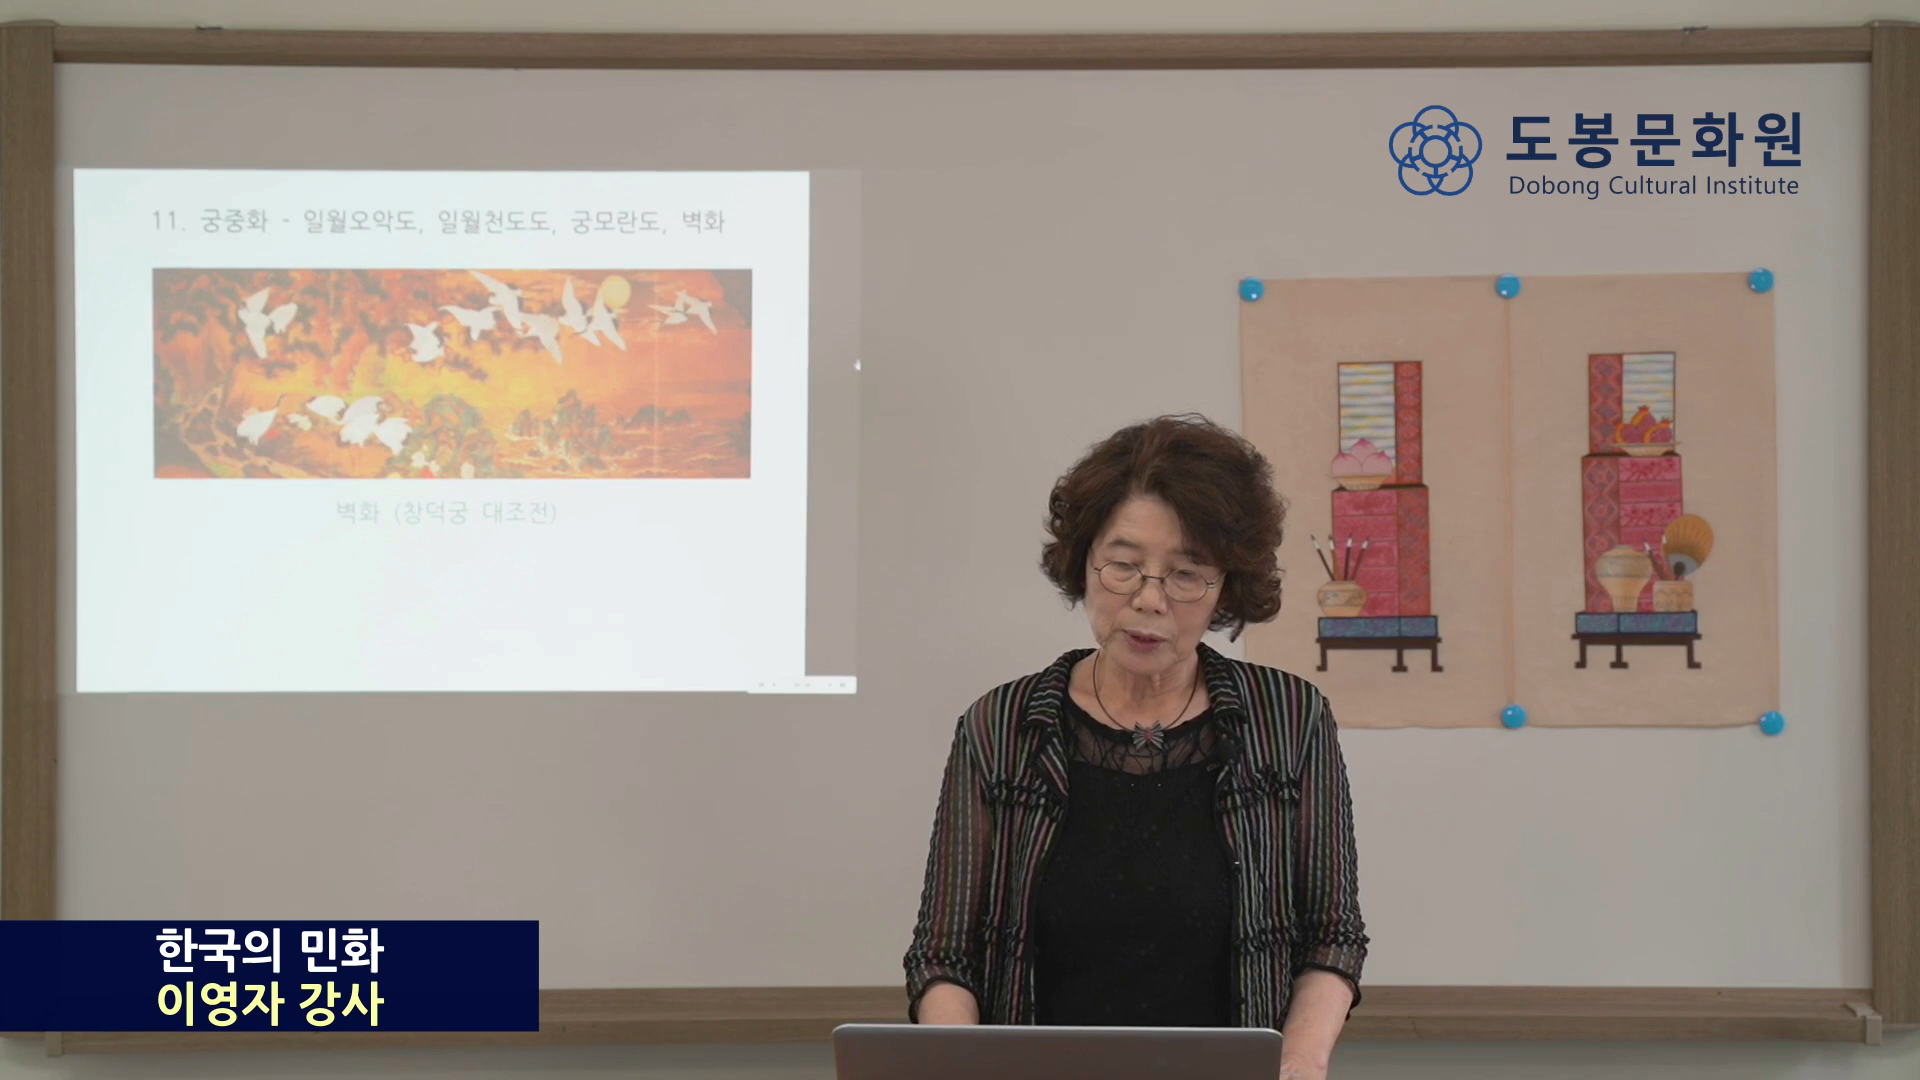 도봉문화원
Dobong Cultural Institute
11. 궁중화 - 일월오악도, 일월천도도, 궁모란도, 벽화
벽화 (창덕궁 대조전)
한국의 민화
이영자 강사